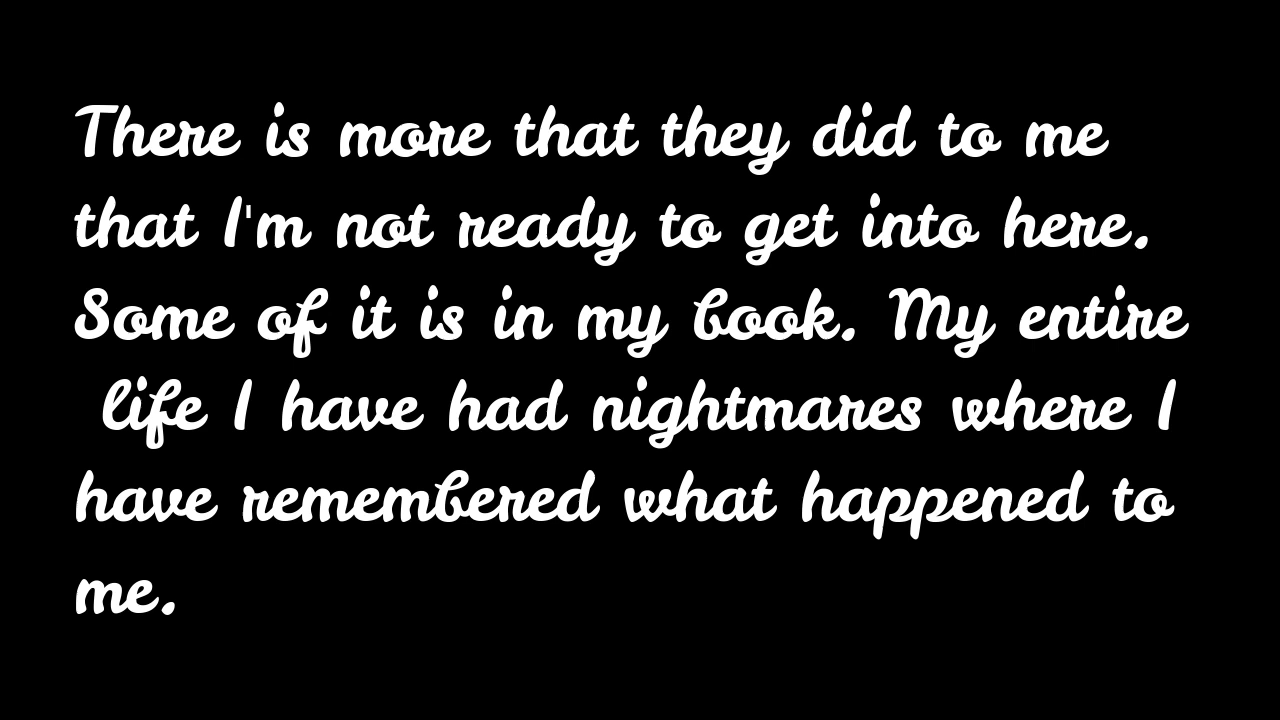 There is more that they did to me
that I'm not ready to get into here.
Some of it is in my book. My entire
life I have had nightmares where I
have remembered what happened to
me.